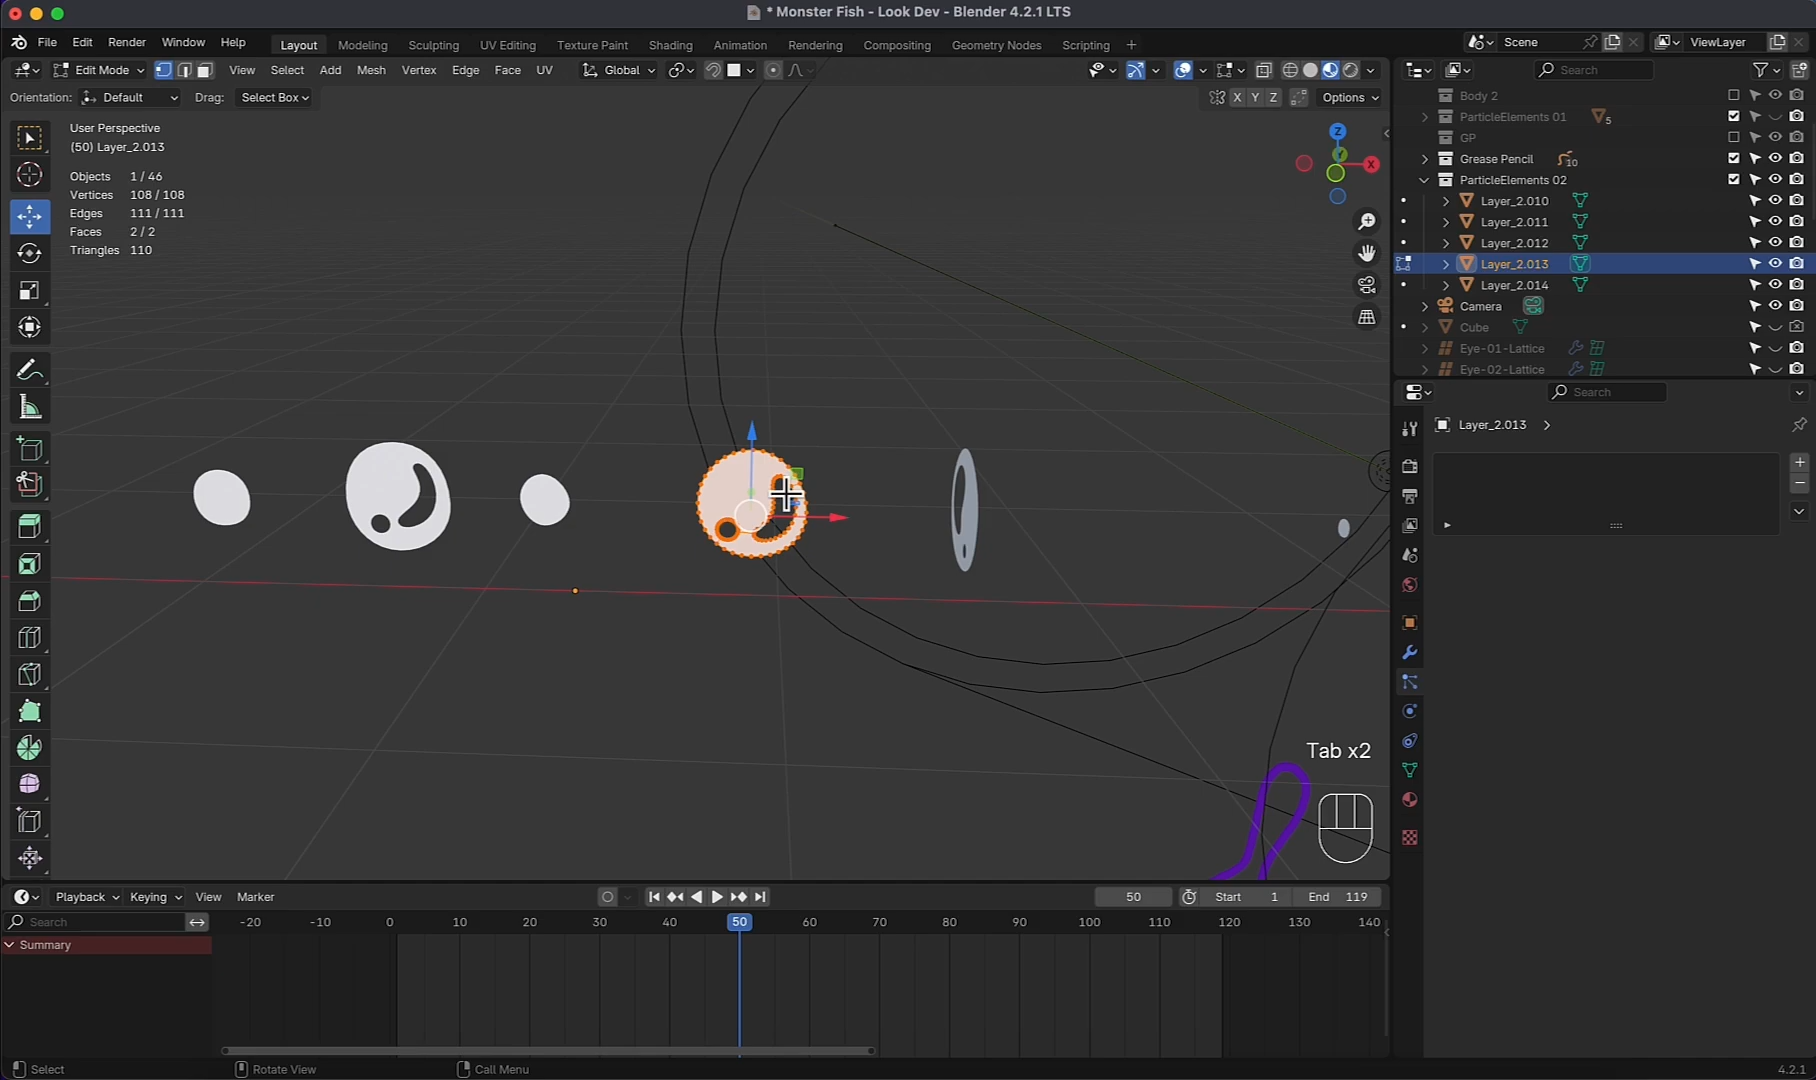 * Monster Fish - Look Dev - Blender 4.2.1 LTS
File Edit Render Window Help Layout Modeling Sculpting UV Editing Texture Paint Shading Animation Rendering Compositing Geometry Nodes Scripting + Scene ViewLayer
Edit Mode View Select Add Mesh Vertex Edge Face UV Global Search
Orientation: Default Drag: Select Box X Y Z Options
User Perspective
(50) Layer_2.013
Objects 1 / 46
Vertices 108 / 108
Edges 111 / 111
Faces 2 / 2
Triangles 110
Z
Y
X
Body 2
ParticleElements 01 5
GP
Grease Pencil 10
ParticleElements 02
Layer_2.010
Layer_2.011
Layer_2.012
Layer_2.013
Layer_2.014
Camera
Cube
Eye-01-Lattice
Eye-02-Lattice
Search
Layer_2.013
Tab x2
Playback Keying View Marker 50 Start 1 End 119
Search -20 -10 0 10 20 30 40 50 60 70 80 90 100 110 120 130 140
Summary
Select Rotate View Call Menu 4.2.1